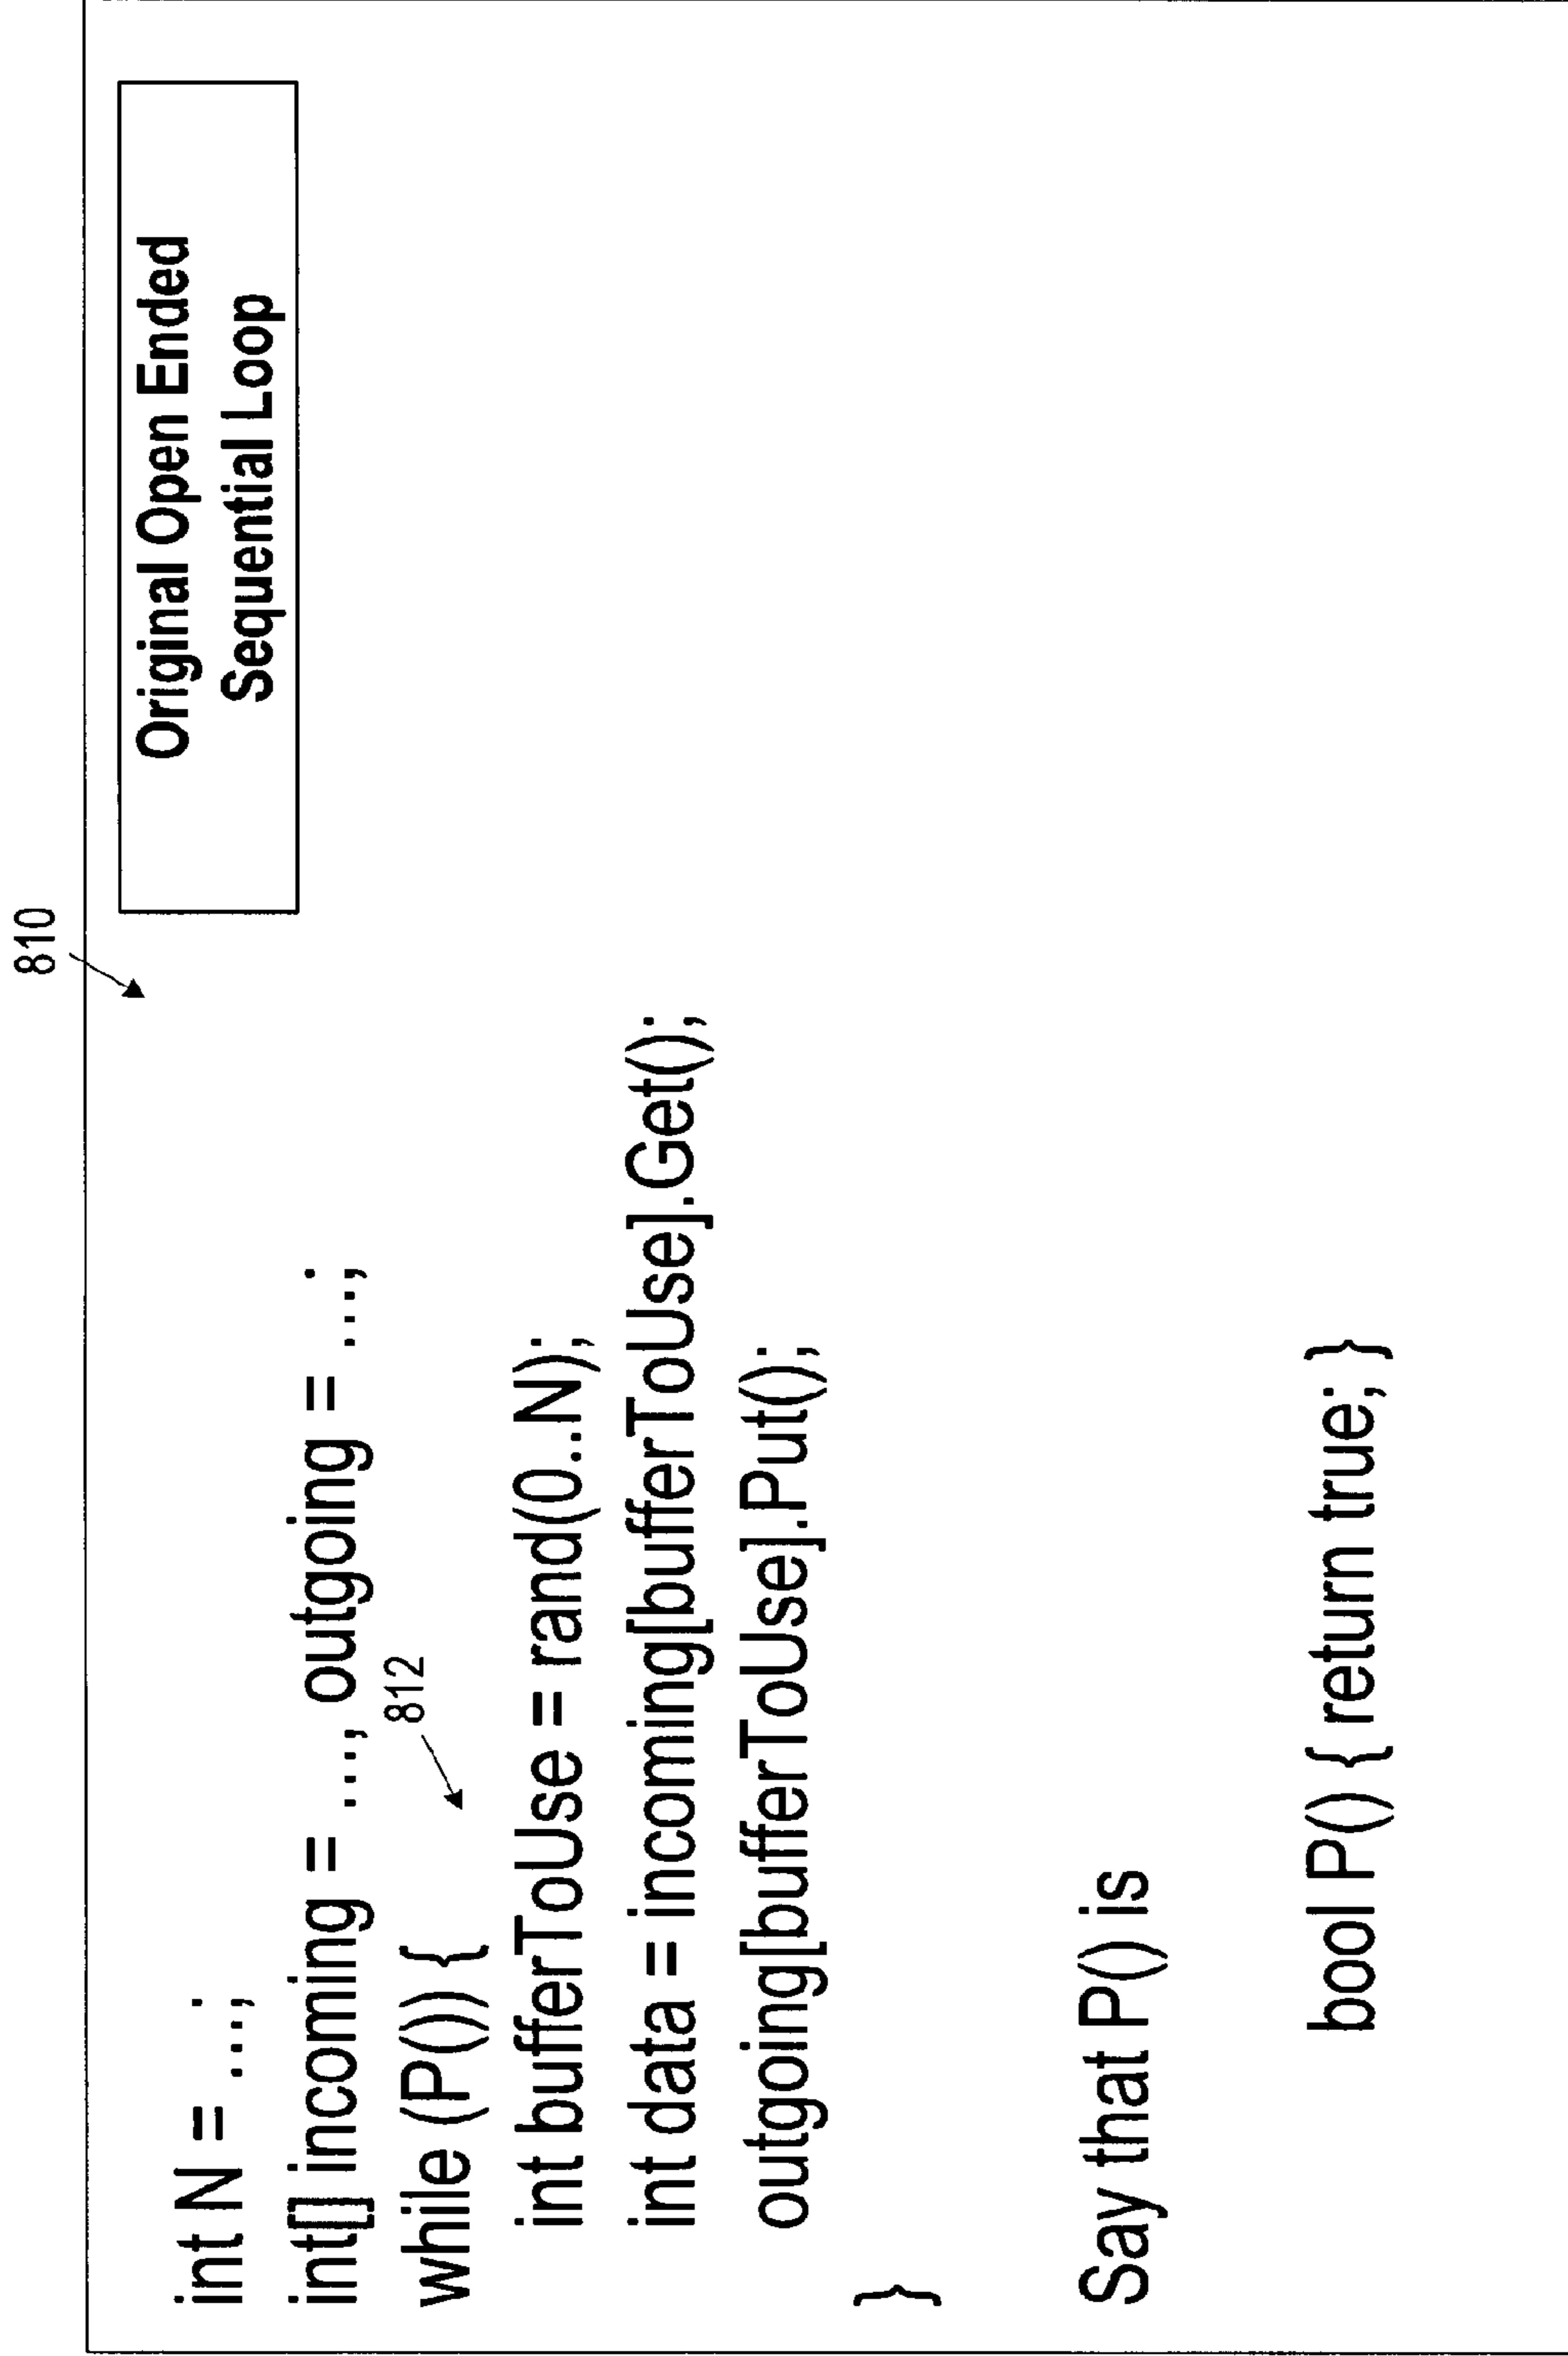 810
Original Open Ended
Sequential Loop
int N = ...;
int[] incoming = ..., outgoing = ...;
812
while (P()) {
int bufferToUse = rand(0..N);
int data = incoming[bufferToUse].Get();
outgoing[bufferToUse].Put();
}
Say that P() is
bool P() { return true; }